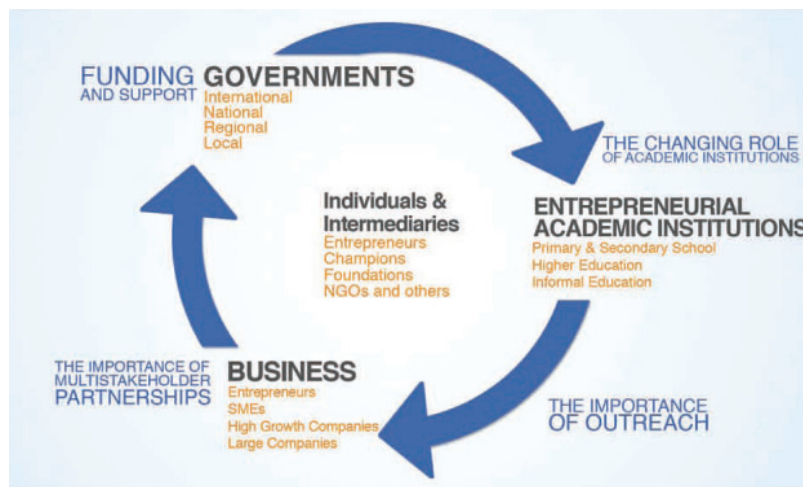 FUNDING
AND SUPPORT
GOVERNMENTS
International
National
Regional
Local
THE CHANGING ROLE
OF ACADEMIC INSTITUTIONS
Individuals &
Intermediaries
Entrepreneurs
Champions
Foundations
NGOs and others
ENTREPRENEURIAL
ACADEMIC INSTITUTIONS
Primary & Secondary School
Higher Education
Informal Education
THE IMPORTANCE OF
MULTISTAKEHOLDER
PARTNERSHIPS
BUSINESS
Entrepreneurs
SMEs
High Growth Companies
Large Companies
THE IMPORTANCE
OF OUTREACH